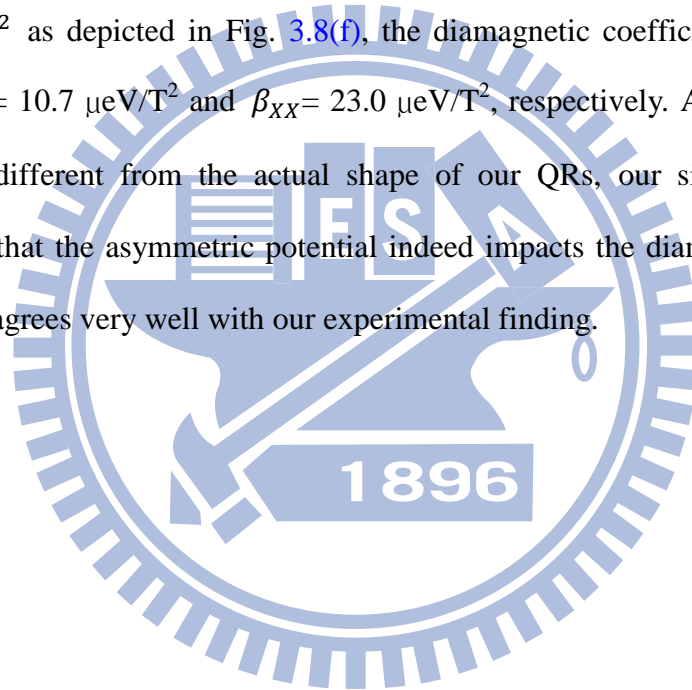 ² as depicted in Fig. 3.8(f), the diamagnetic coeffic
= 10.7 μeV/T² and β_XX= 23.0 μeV/T², respectively. A
different from the actual shape of our QRs, our si
that the asymmetric potential indeed impacts the diam
agrees very well with our experimental finding.
E S A
1896